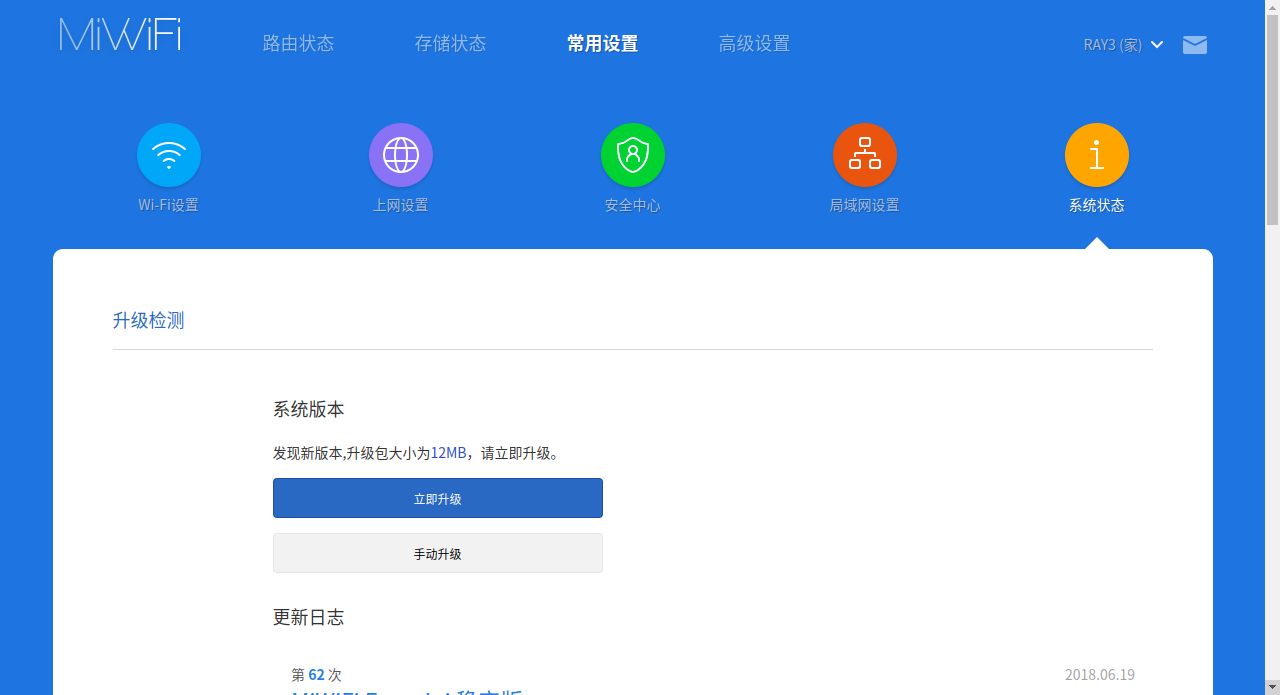 MiWiFi
路由状态
存储状态
常用设置
高级设置
RAY3 (家)
Wi-Fi设置
上网设置
安全中心
局域网设置
系统状态
升级检测
系统版本
发现新版本,升级包大小为12MB，请立即升级。
立即升级
手动升级
更新日志
第 62 次
2018.06.19